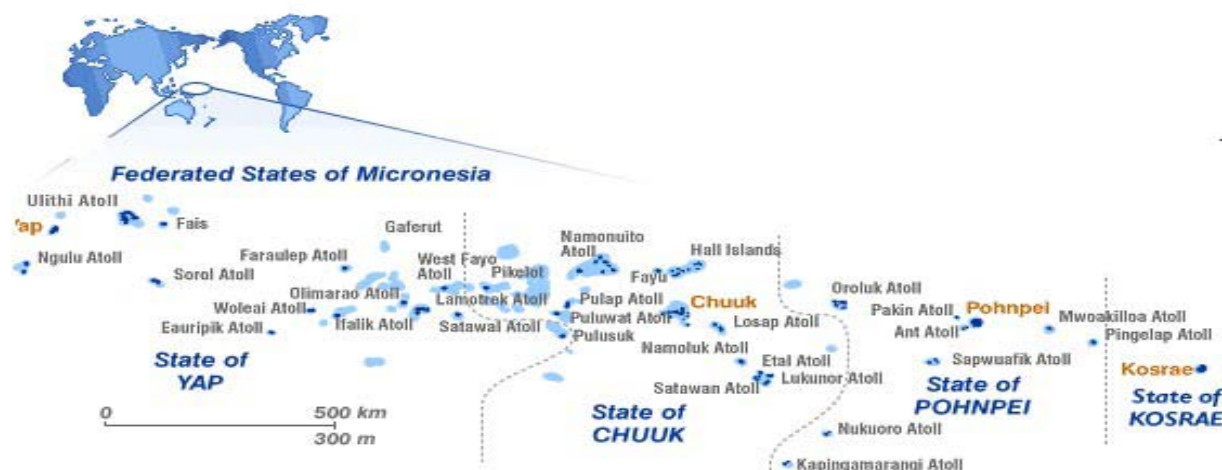 Federated States of Micronesia
Ulithi Atoll
Yap
Fais
Ngulu Atoll
Sorol Atoll
Gaferut
Faraulep Atoll
West Fayo
Atoll
Pikelot
Namonuito
Atoll
Hall Islands
Fayu
Olimarao Atoll
Lamotrek Atoll
Woleai Atoll
Ifalik Atoll
Satawal Atoll
Eauripik Atoll
Pulap Atoll
Chuuk
Puluwat Atoll
Pulusuk
Losap Atoll
Namoluk Atoll
Etal Atoll
Satawan Atoll
Lukunor Atoll
Oroluk Atoll
Pakin Atoll
Pohnpei
Ant Atoll
Mwoakilloa Atoll
Pingelap Atoll
Sapwuafik Atoll
Kosrae
State of
YAP
State of
CHUUK
State of
POHNPEI
State of
KOSRAE
Nukuoro Atoll
Kapingamarangi Atoll
0
500 km
300 m